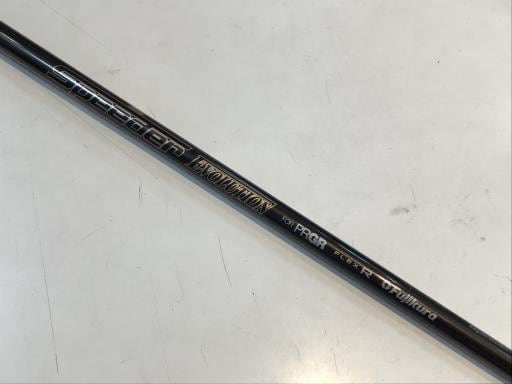 Speeder EVOLUTION FOR PRGR FLEX R Fujikura